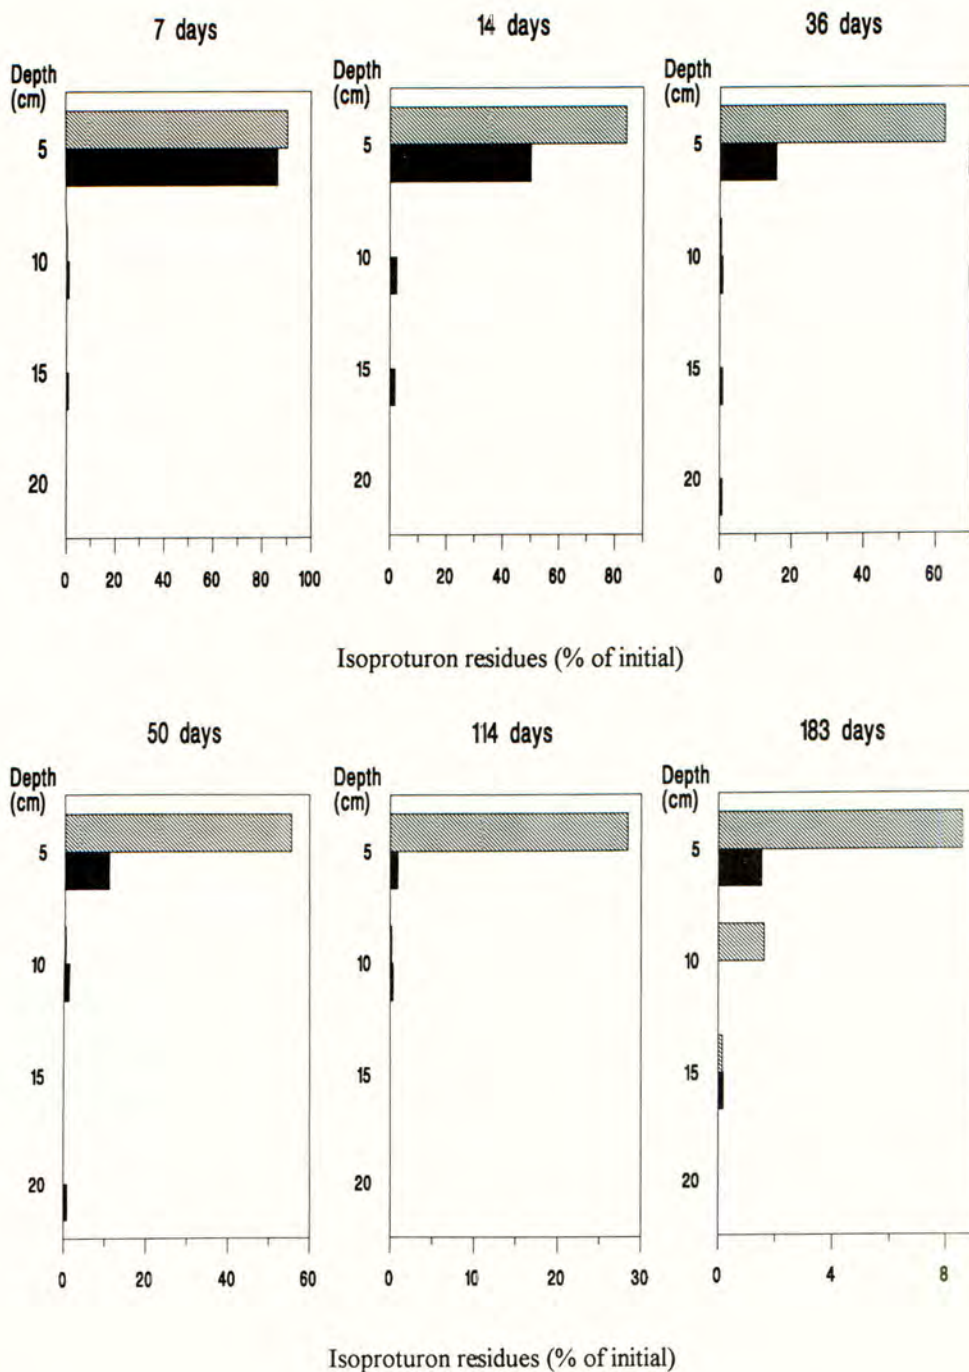 7 days
14 days
36 days
Depth
(cm)
Depth
(cm)
Depth
(cm)
5
10
15
20
5
10
15
20
5
10
15
20
0 20 40 60 80 100
0 20 40 60 80
0 20 40 60
Isoproturon residues (% of initial)
50 days
114 days
183 days
Depth
(cm)
Depth
(cm)
Depth
(cm)
5
10
15
20
5
10
15
20
5
10
15
20
0 20 40 60
0 10 20 30
0 4 8
Isoproturon residues (% of initial)